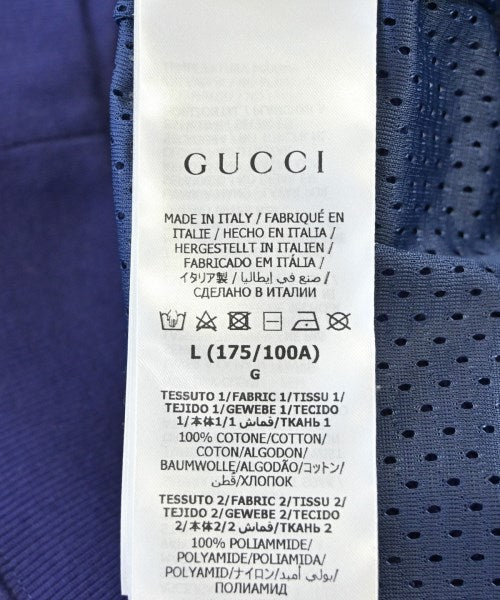 GUCCI
MADE IN ITALY / FABRIQUÉ EN
ITALIE / HECHO EN ITALIA /
HERGESTELLT IN ITALIEN /
FABRICADO EM ITÁLIA /
イタリア製 / صنع في إيطاليا /
СДЕЛАНО В ИТАЛИИ
L (175/100A)
G
TESSUTO 1/FABRIC 1/TISSU 1/
TEJIDO 1/GEWEBE 1/TECIDO
1/本体1/قماش 1/ТКАНЬ 1
100% COTONE/COTTON/
COTON/ALGODON/
BAUMWOLLE/ALGODÃO/コットン/
قطن/ХЛОПОК
TESSUTO 2/FABRIC 2/TISSU 2/
TEJIDO 2/GEWEBE 2/TECIDO
2/本体2/قماش 2/ТКАНЬ 2
100% POLIAMMIDE/
POLYAMIDE/POLIAMIDA/
POLYAMID/ナイロン/بولي أميد/
ПОЛИАМИД